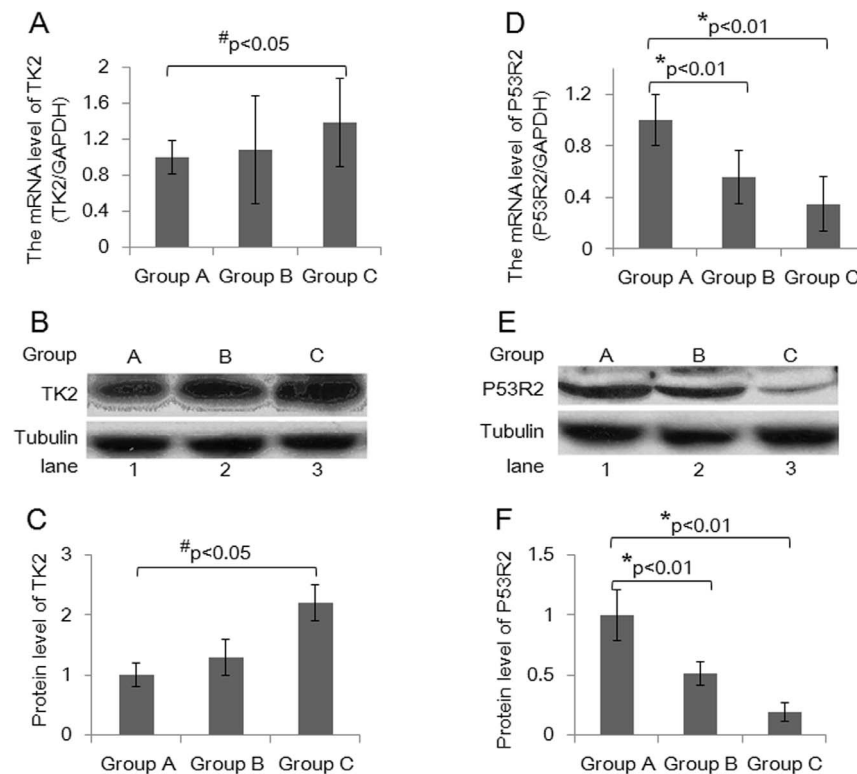 A
#p<0.05
The mRNA level of TK2
(TK2/GAPDH)
2
1.6
1.2
0.8
0.4
0
Group A Group B Group C
B
Group A B C
TK2
Tubulin
lane 1 2 3
C
#p<0.05
Protein level of TK2
3
2
1
0
Group A Group B Group C
D
*p<0.01
*p<0.01
The mRNA level of P53R2
(P53R2/GAPDH)
1.2
0.8
0.4
0
Group A Group B Group C
E
Group A B C
P53R2
Tubulin
lane 1 2 3
F
*p<0.01
*p<0.01
Protein level of P53R2
1.5
1
0.5
0
Group A Group B Group C